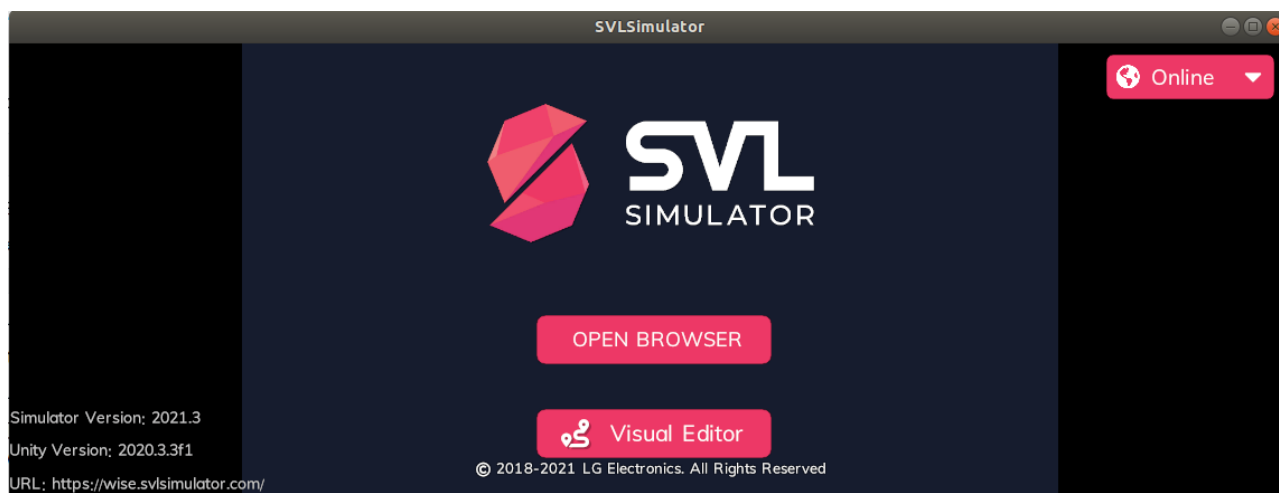 SVLSimulator
Online
SVL
SIMULATOR
OPEN BROWSER
Visual Editor
Simulator Version: 2021.3
Unity Version: 2020.3.3f1
URL: https://wise.svlsimulator.com/
© 2018-2021 LG Electronics. All Rights Reserved